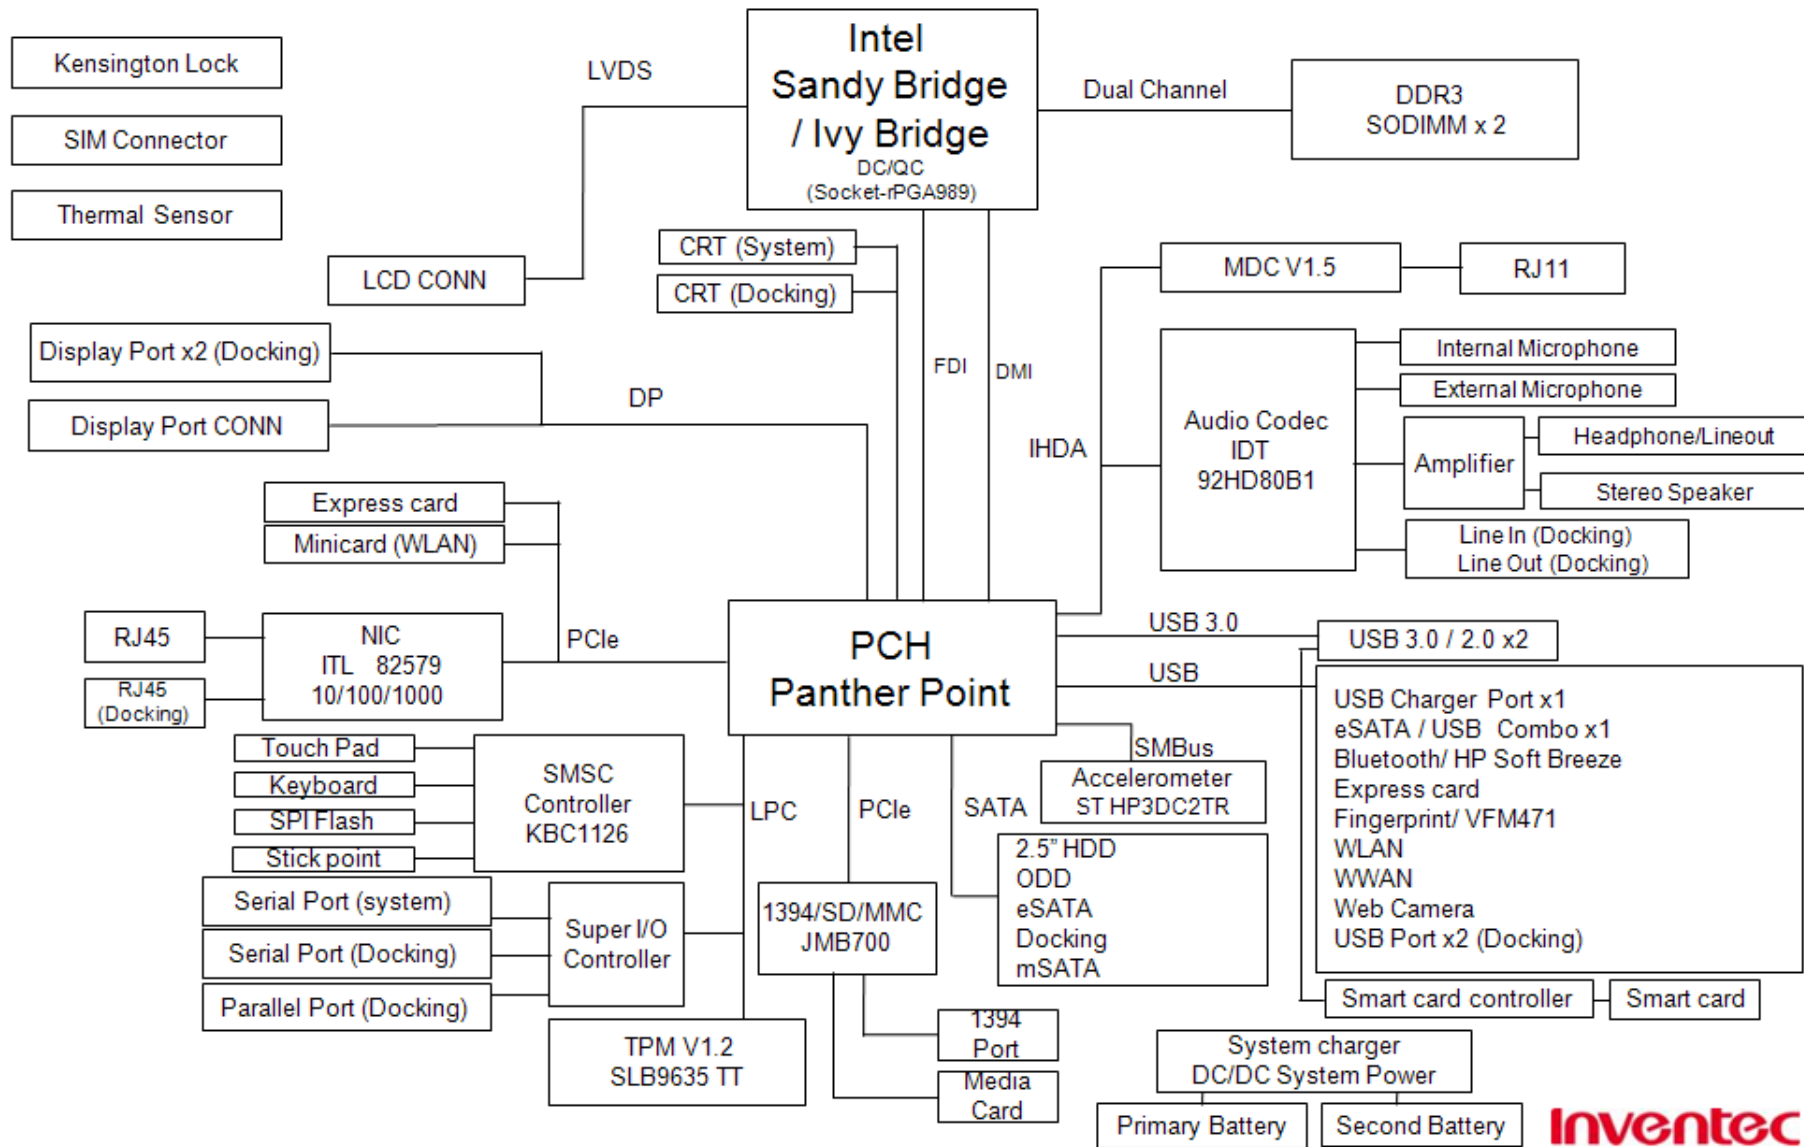 Kensington Lock
SIM Connector
Thermal Sensor
LVDS
Intel
Sandy Bridge
/ Ivy Bridge
DC/QC
(Socket-rPGA989)
Dual Channel
DDR3
SODIMM x 2
LCD CONN
CRT (System)
CRT (Docking)
MDC V1.5
RJ11
Display Port x2 (Docking)
Display Port CONN
DP
FDI
DMI
IHDA
Audio Codec
IDT
92HD80B1
Internal Microphone
External Microphone
Amplifier
Headphone/Lineout
Stereo Speaker
Line In (Docking)
Line Out (Docking)
Express card
Minicard (WLAN)
RJ45
RJ45
(Docking)
NIC
ITL 82579
10/100/1000
PCIe
PCH
Panther Point
USB 3.0
USB 3.0 / 2.0 x2
USB
USB Charger Port x1
eSATA / USB Combo x1
Bluetooth/ HP Soft Breeze
Express card
Fingerprint/ VFM471
WLAN
WWAN
Web Camera
USB Port x2 (Docking)
Touch Pad
Keyboard
SPI Flash
Stick point
SMSC
Controller
KBC1126
LPC
PCIe
SATA
SMBus
Accelerometer
ST HP3DC2TR
2.5" HDD
ODD
eSATA
Docking
mSATA
Serial Port (system)
Serial Port (Docking)
Parallel Port (Docking)
Super I/O
Controller
1394/SD/MMC
JMB700
Smart card controller
Smart card
TPM V1.2
SLB9635 TT
1394
Port
Media
Card
System charger
DC/DC System Power
Primary Battery
Second Battery
Inventec